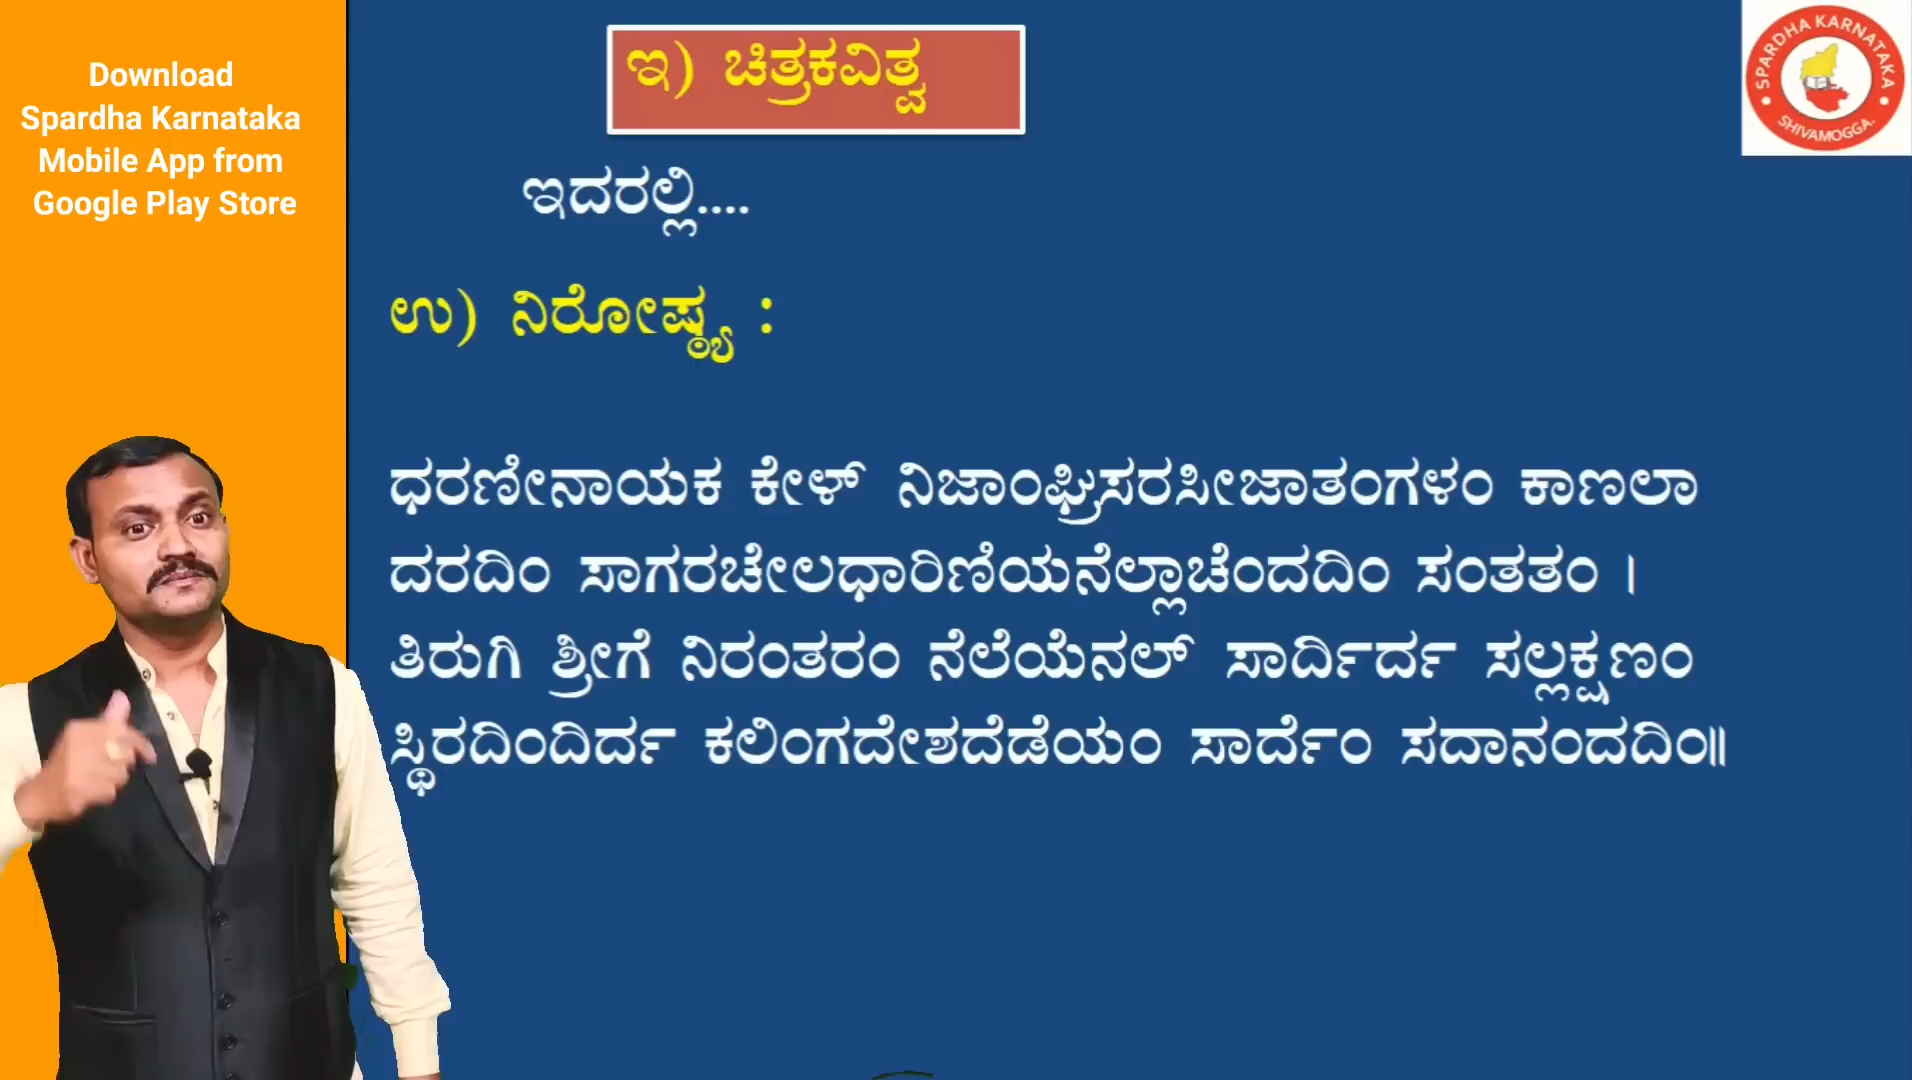 Download
Spardha Karnataka
Mobile App from
Google Play Store
ಇ) ಚಿತ್ರಕವಿತ್ವ
SPARDHA KARNATAKA
SHIVAMOGGA.
ಇದರಲ್ಲಿ....
ಉ) ನಿರೋಷ್ಠ್ಯ :
ಧರಣೀನಾಯಕ ಕೇಳ್ ನಿಜಾಂಘ್ರಿಸರಸೀಜಾತಂಗಳಂ ಕಾಣಲಾ
ದರದಿಂ ಸಾಗರಚೇಲಧಾರಿಣಿಯನೆಲ್ಲಾಚೆಂದದಿಂ ಸಂತತಂ ।
ತಿರುಗಿ ಶ್ರೀಗೆ ನಿರಂತರಂ ನೆಲೆಯೆನಲ್ ಸಾರ್ದಿರ್ದ ಸಲ್ಲಕ್ಷಣಂ
ಸ್ಥಿರದಿಂದಿರ್ದ ಕಲಿಂಗದೇಶದೆಡೆಯಂ ಸಾರ್ದೆಂ ಸದಾನಂದದಿಂ॥